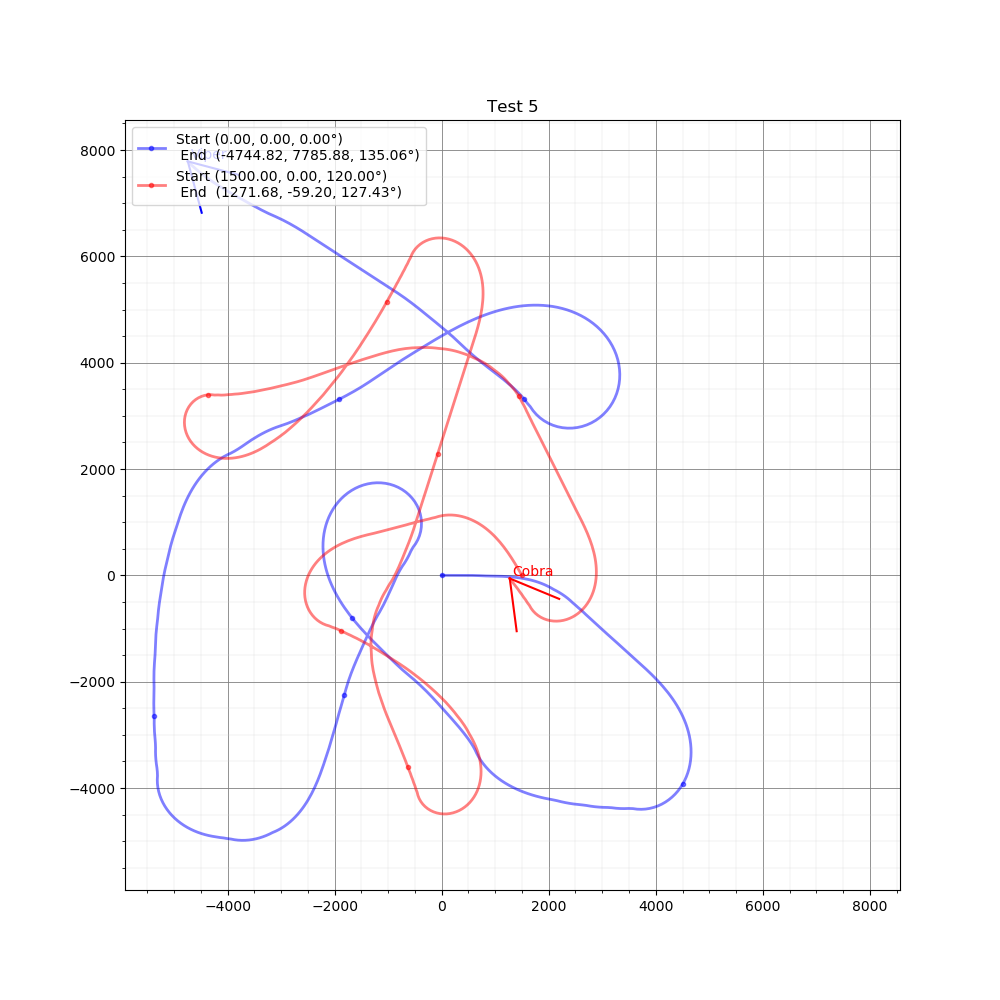 Test 5
Start (0.00, 0.00, 0.00°)
End (-4744.82, 7785.88, 135.06°)
Start (1500.00, 0.00, 120.00°)
End (1271.68, -59.20, 127.43°)
8000
6000
4000
2000
0
−2000
−4000
Cobra
−4000 −2000 0 2000 4000 6000 8000